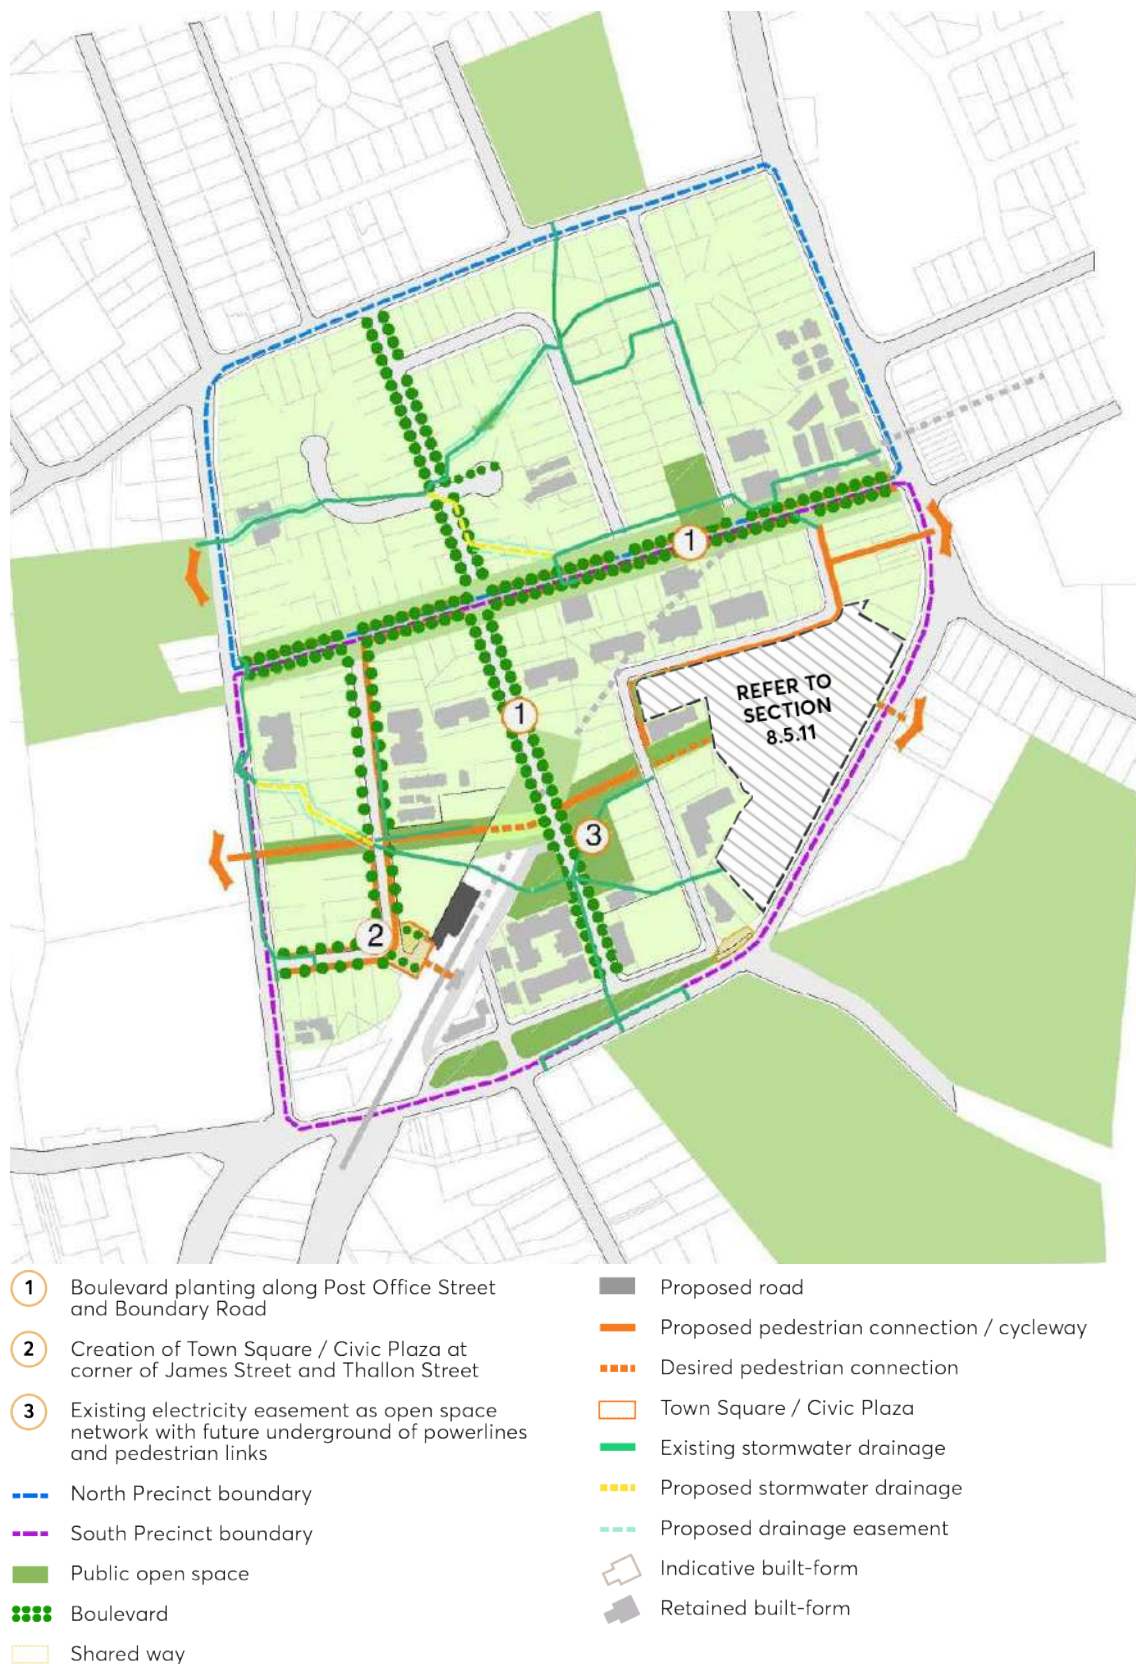 1
REFER TO
SECTION
8.5.11
1
3
2
1 Boulevard planting along Post Office Street
and Boundary Road
2 Creation of Town Square / Civic Plaza at
corner of James Street and Thallon Street
3 Existing electricity easement as open space
network with future underground of powerlines
and pedestrian links
North Precinct boundary
South Precinct boundary
Public open space
Boulevard
Shared way
Proposed road
Proposed pedestrian connection / cycleway
Desired pedestrian connection
Town Square / Civic Plaza
Existing stormwater drainage
Proposed stormwater drainage
Proposed drainage easement
Indicative built-form
Retained built-form